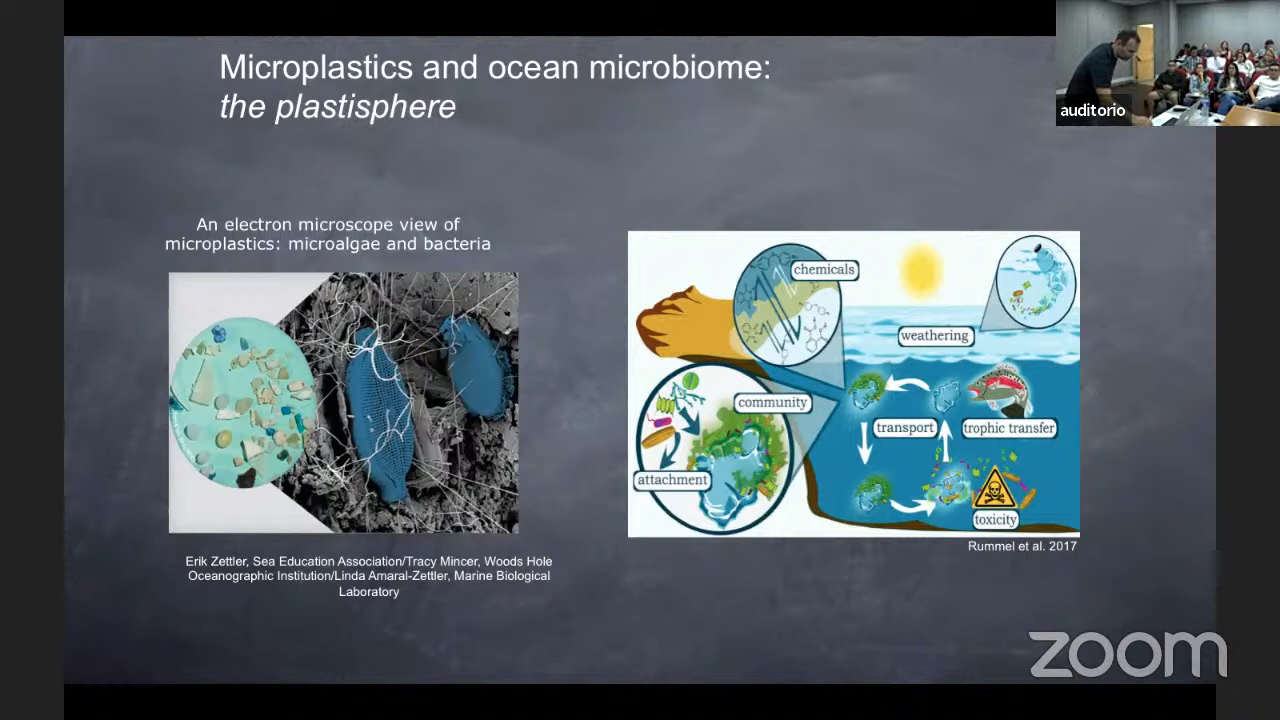 Microplastics and ocean microbiome:
the plastisphere
auditorio
An electron microscope view of
microplastics: microalgae and bacteria
chemicals
weathering
community
transport
trophic transfer
attachment
toxicity
Rummel et al. 2017
Erik Zettler, Sea Education Association/Tracy Mincer, Woods Hole
Oceanographic Institution/Linda Amaral-Zettler, Marine Biological
Laboratory
zoom